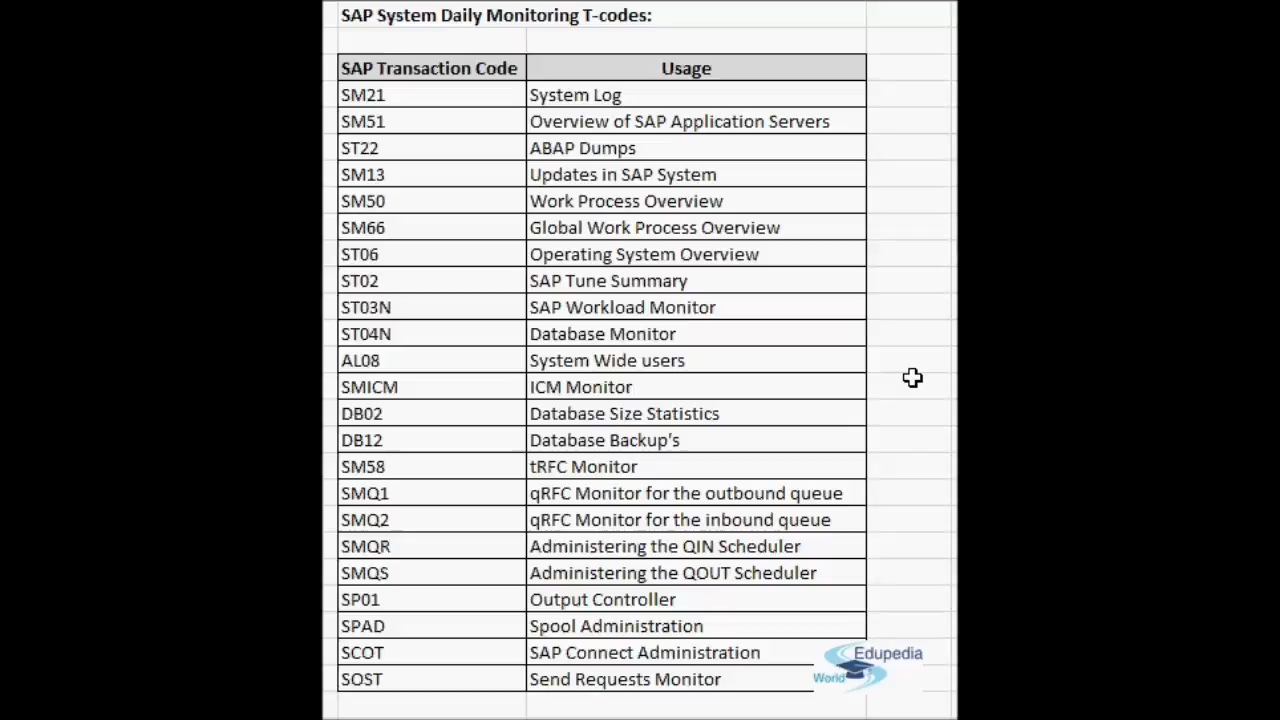 SAP System Daily Monitoring T-codes:
SAP Transaction Code Usage
SM21 System Log
SM51 Overview of SAP Application Servers
ST22 ABAP Dumps
SM13 Updates in SAP System
SM50 Work Process Overview
SM66 Global Work Process Overview
ST06 Operating System Overview
ST02 SAP Tune Summary
ST03N SAP Workload Monitor
ST04N Database Monitor
AL08 System Wide users
SMICM ICM Monitor
DB02 Database Size Statistics
DB12 Database Backup's
SM58 tRFC Monitor
SMQ1 qRFC Monitor for the outbound queue
SMQ2 qRFC Monitor for the inbound queue
SMQR Administering the QIN Scheduler
SMQS Administering the QOUT Scheduler
SP01 Output Controller
SPAD Spool Administration
SCOT SAP Connect Administration
SOST Send Requests Monitor
Edupedia
World